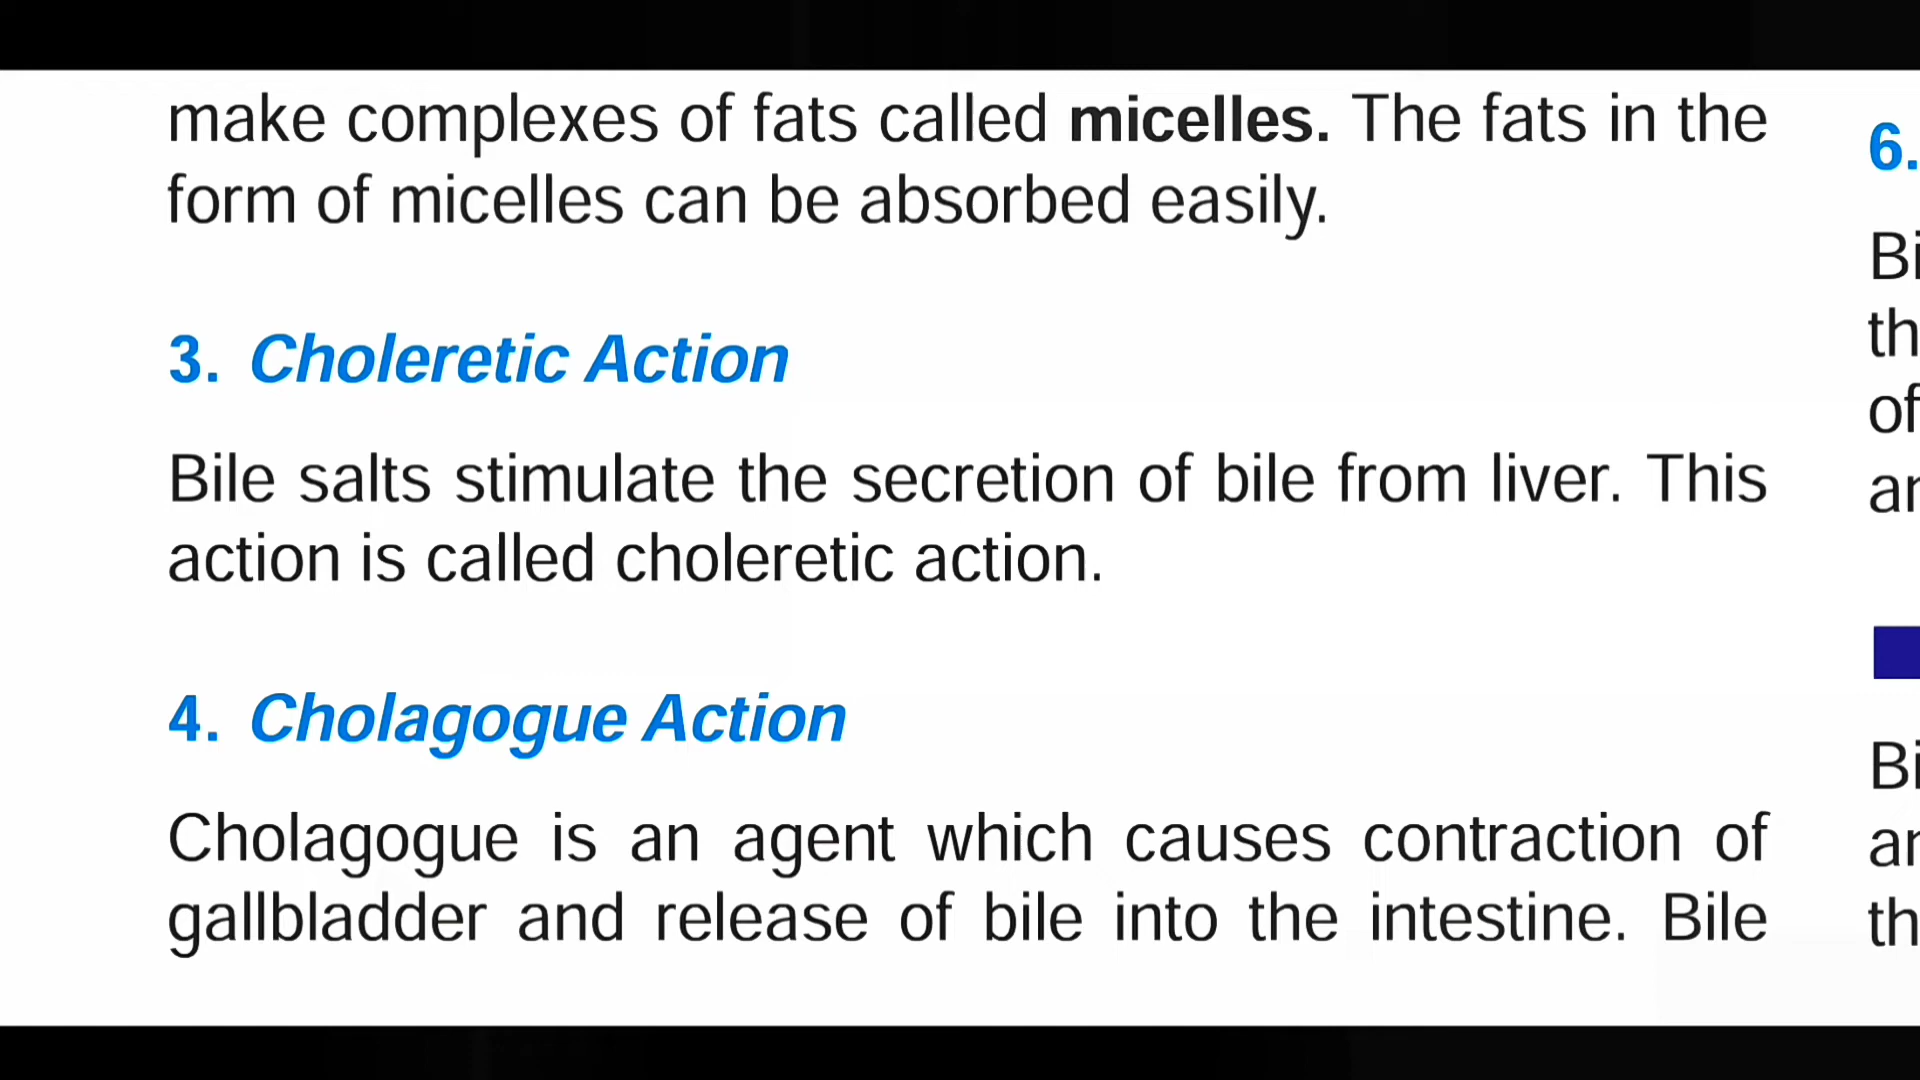 make complexes of fats called micelles. The fats in the
form of micelles can be absorbed easily.
3. Choleretic Action
Bile salts stimulate the secretion of bile from liver. This
action is called choleretic action.
4. Cholagogue Action
Cholagogue is an agent which causes contraction of
gallbladder and release of bile into the intestine. Bile
6.